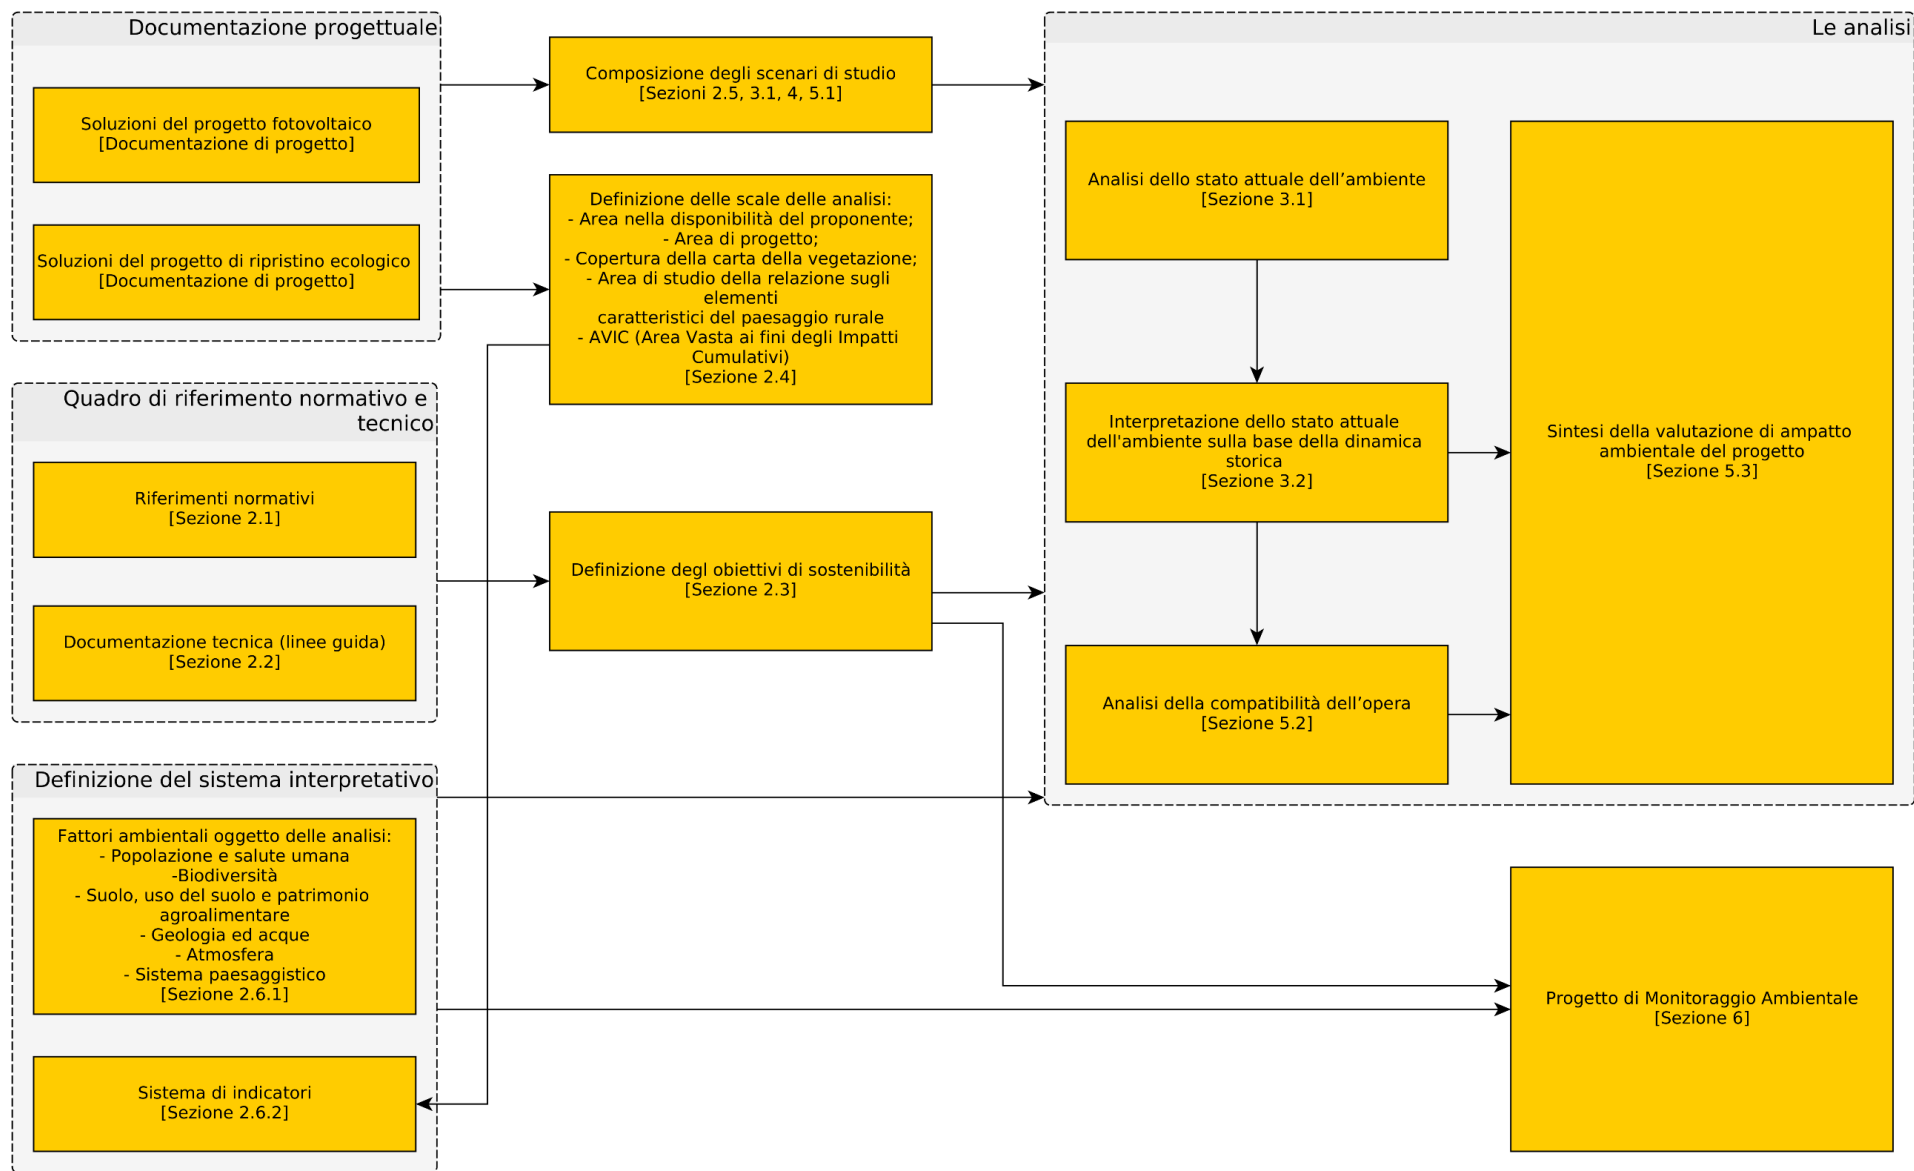 Documentazione progettuale
Soluzioni del progetto fotovoltaico
[Documentazione di progetto]
Soluzioni del progetto di ripristino ecologico
[Documentazione di progetto]
Quadro di riferimento normativo e
tecnico
Riferimenti normativi
[Sezione 2.1]
Documentazione tecnica (linee guida)
[Sezione 2.2]
Definizione del sistema interpretativo
Fattori ambientali oggetto delle analisi:
- Popolazione e salute umana
-Biodiversità
- Suolo, uso del suolo e patrimonio
agroalimentare
- Geologia ed acque
- Atmosfera
- Sistema paesaggistico
[Sezione 2.6.1]
Sistema di indicatori
[Sezione 2.6.2]
Composizione degli scenari di studio
[Sezioni 2.5, 3.1, 4, 5.1]
Definizione delle scale delle analisi:
- Area nella disponibilità del proponente;
- Area di progetto;
- Copertura della carta della vegetazione;
- Area di studio della relazione sugli
elementi
caratteristici del paesaggio rurale
- AVIC (Area Vasta ai fini degli Impatti
Cumulativi)
[Sezione 2.4]
Definizione degl obiettivi di sostenibilità
[Sezione 2.3]
Le analisi
Analisi dello stato attuale dell’ambiente
[Sezione 3.1]
Interpretazione dello stato attuale
dell'ambiente sulla base della dinamica
storica
[Sezione 3.2]
Analisi della compatibilità dell’opera
[Sezione 5.2]
Sintesi della valutazione di ampatto
ambientale del progetto
[Sezione 5.3]
Progetto di Monitoraggio Ambientale
[Sezione 6]